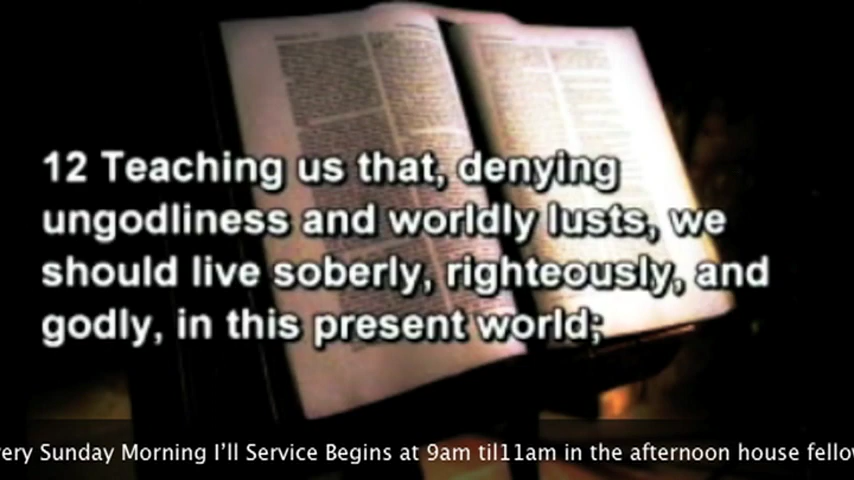 12 Teaching us that, denying
ungodliness and worldly lusts, we
should live soberly, righteously, and
godly, in this present world;
very Sunday Morning I'll Service Begins at 9am til11am in the afternoon house fellow